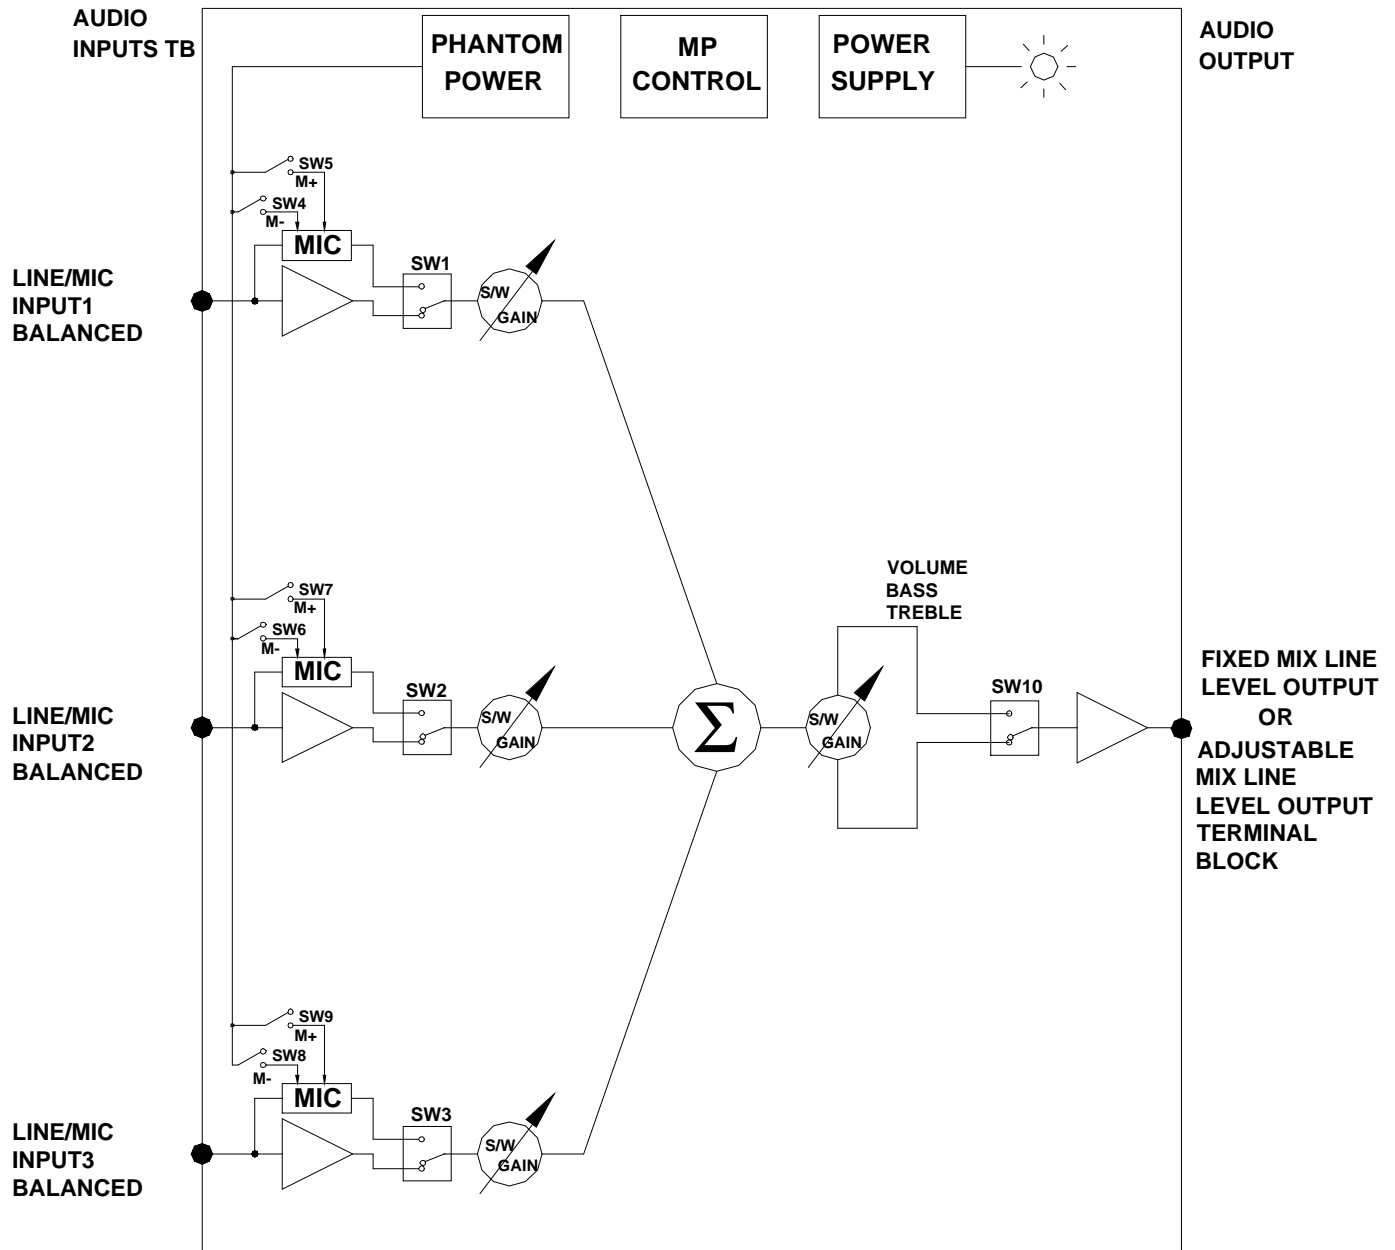 AUDIO
INPUTS TB
PHANTOM
POWER
MP
CONTROL
POWER
SUPPLY
AUDIO
OUTPUT
SW5
M+
SW4
M-
MIC
LINE/MIC
INPUT1
BALANCED
SW1
S/W
GAIN
SW7
M+
SW6
M-
MIC
LINE/MIC
INPUT2
BALANCED
SW2
S/W
GAIN
Σ
VOLUME
BASS
TREBLE
S/W
GAIN
SW10
FIXED MIX LINE
LEVEL OUTPUT
OR
ADJUSTABLE
MIX LINE
LEVEL OUTPUT
TERMINAL
BLOCK
SW9
M+
SW8
M-
MIC
LINE/MIC
INPUT3
BALANCED
SW3
S/W
GAIN